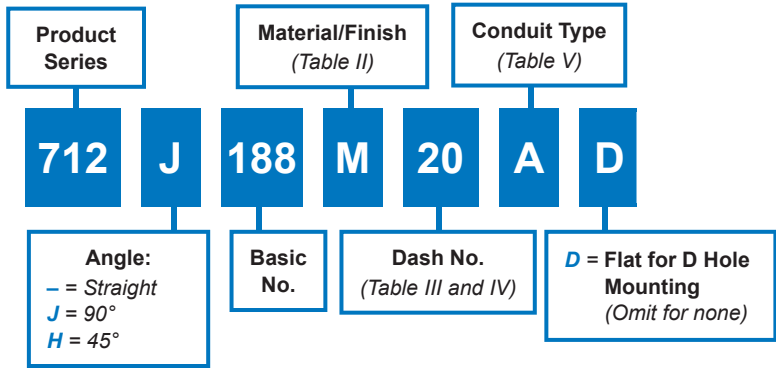 Product
Series
Material/Finish
(Table II)
Conduit Type
(Table V)
712 J 188 M 20 A D
Angle:
– = Straight
J = 90°
H = 45°
Basic
No.
Dash No.
(Table III and IV)
D = Flat for D Hole
Mounting
(Omit for none)